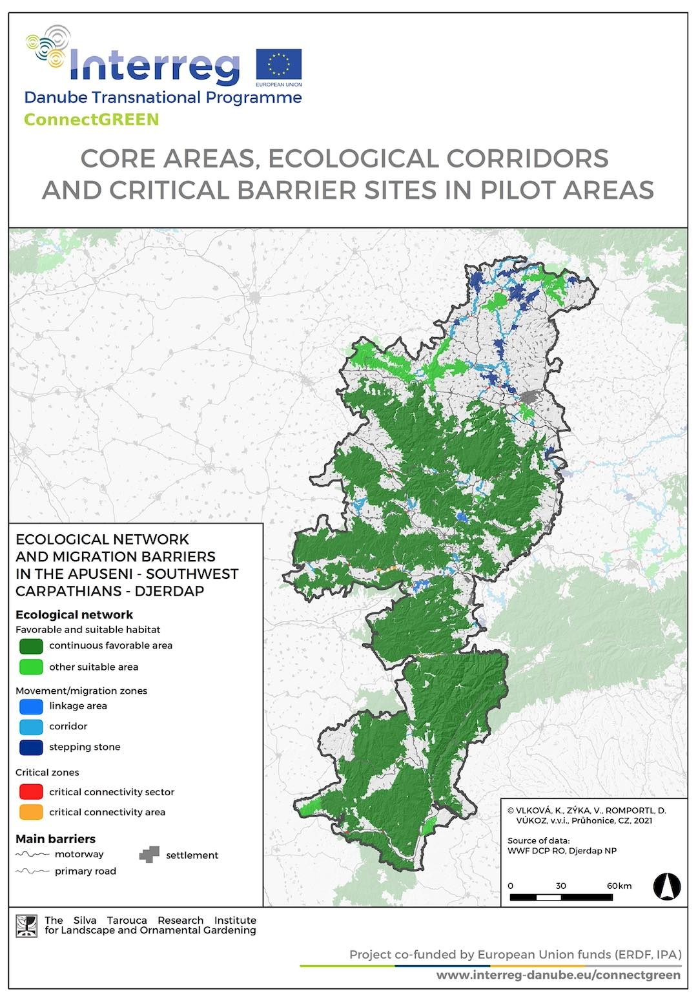 Interreg
EUROPEAN UNION
Danube Transnational Programme
ConnectGREEN
CORE AREAS, ECOLOGICAL CORRIDORS
AND CRITICAL BARRIER SITES IN PILOT AREAS
ECOLOGICAL NETWORK
AND MIGRATION BARRIERS
IN THE APUSENI - SOUTHWEST
CARPATHIANS - DJERDAP
Ecological network
Favorable and suitable habitat
continuous favorable area
other suitable area
Movement/migration zones
linkage area
corridor
stepping stone
Critical zones
critical connectivity sector
critical connectivity area
Main barriers
motorway
settlement
primary road
© VLKOVÁ, K., ZÝKA, V., ROMPORTL, D.
VÚKOZ, v.v.i., Průhonice, CZ, 2021
Source of data:
WWF DCP RO, Djerdap NP
0 30 60km
The Silva Tarouca Research Institute
for Landscape and Ornamental Gardening
Project co-funded by European Union funds (ERDF, IPA)
www.interreg-danube.eu/connectgreen